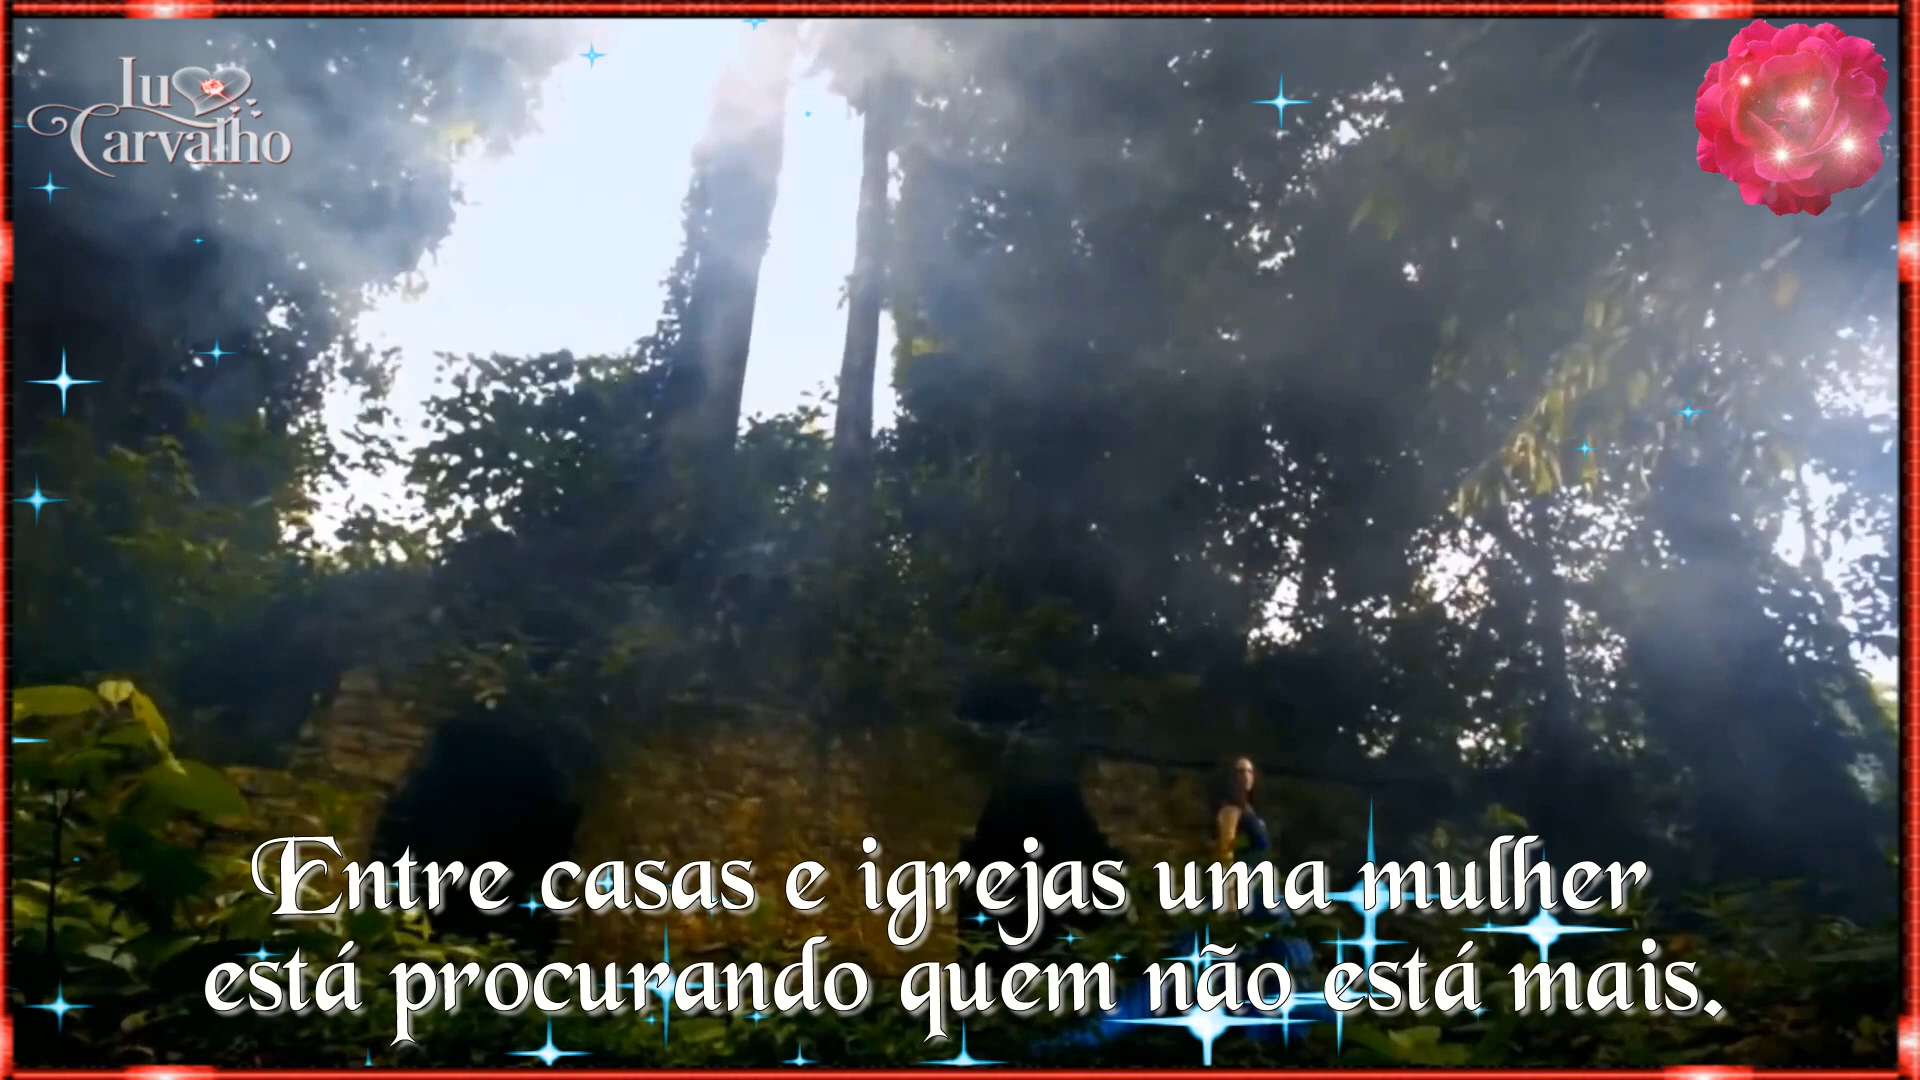 Lu
Carvalho
Entre casas e igrejas uma mulher
está procurando quem não está mais.